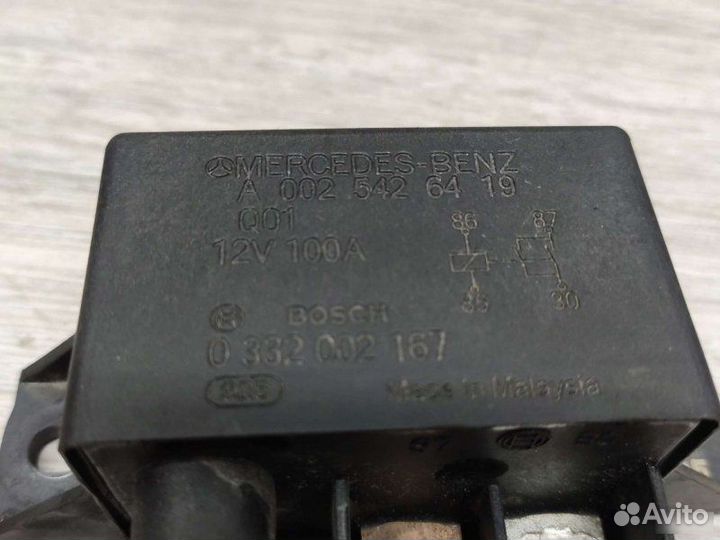 MERCEDES-BENZ
A 002 542 64 19
Q01
12V 100A
86 87
85 30
BOSCH
0 332 002 167
Made in Malaysia
87
Avito